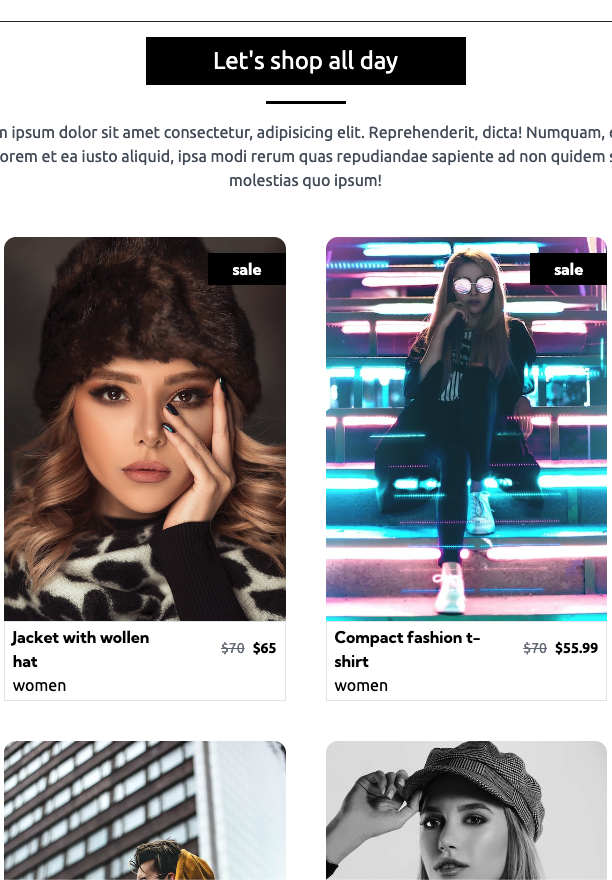 Let's shop all day
ipsum dolor sit amet consectetur, adipisicing elit. Reprehenderit, dicta! Numquam,
orem et ea iusto aliquid, ipsa modi rerum quas repudiandae sapiente ad non quidem
molestias quo ipsum!
sale
sale
Jacket with wollen
hat
$70 $65
women
Compact fashion t-
shirt
$70 $55.99
women